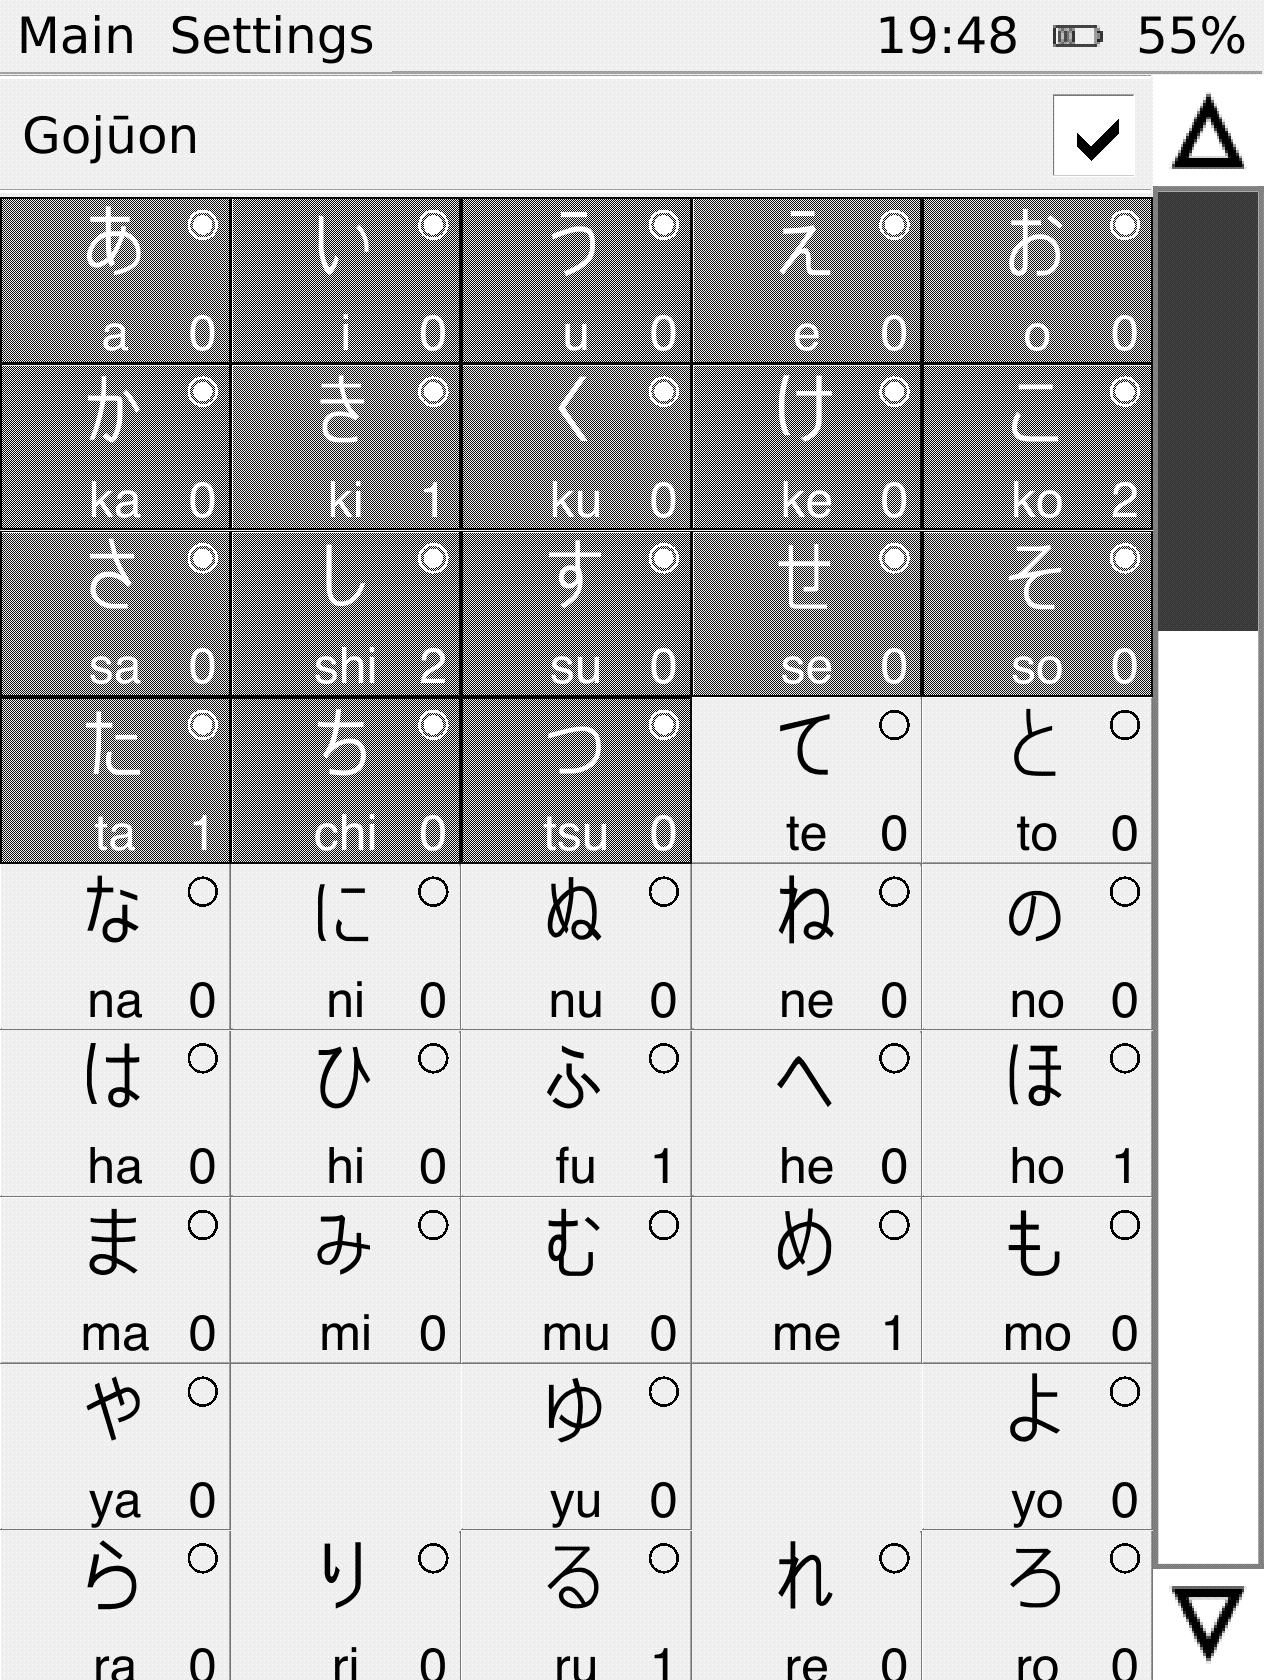 Main Settings 19:48 55%
Gojūon
あ い う え お
a 0 i 0 u 0 e 0 o 0
か き く け こ
ka 0 ki 1 ku 0 ke 0 ko 2
さ し す せ そ
sa 0 shi 2 su 0 se 0 so 0
た ち つ て と
ta 1 chi 0 tsu 0 te 0 to 0
な に ぬ ね の
na 0 ni 0 nu 0 ne 0 no 0
は ひ ふ へ ほ
ha 0 hi 0 fu 1 he 0 ho 1
ま み む め も
ma 0 mi 0 mu 0 me 1 mo 0
や ゆ よ
ya 0 yu 0 yo 0
ら り る れ ろ
ra 0 ri 0 ru 1 re 0 ro 0